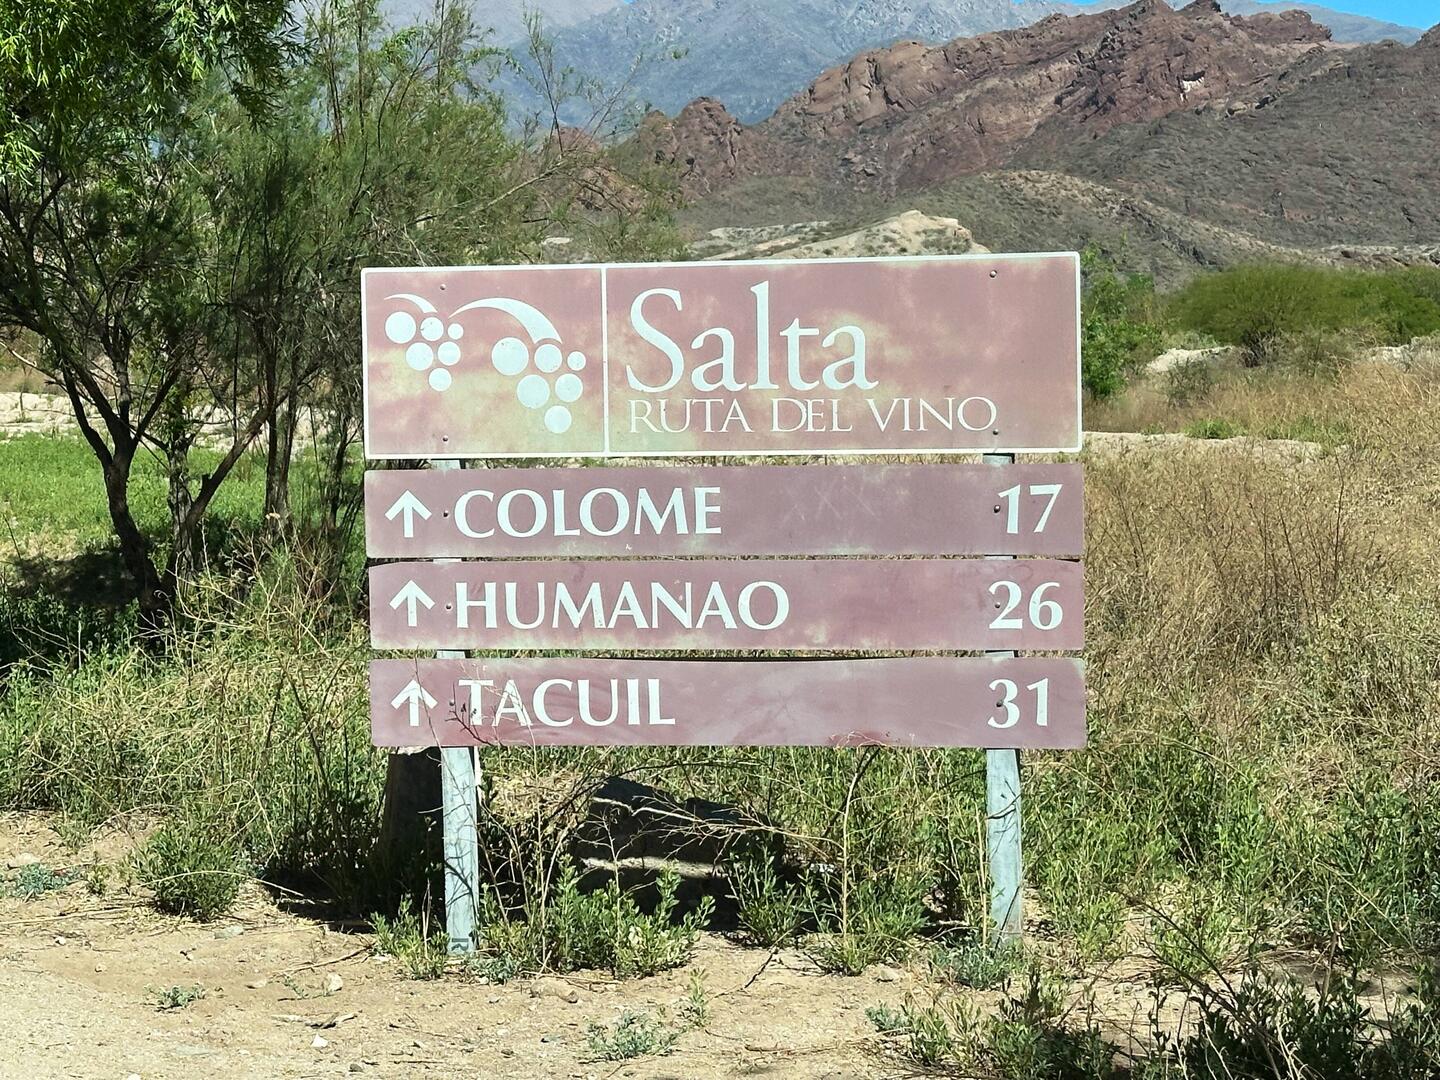 Salta
RUTA DEL VINO
↑ COLOME 17
↑ HUMANAO 26
↑ TACUIL 31